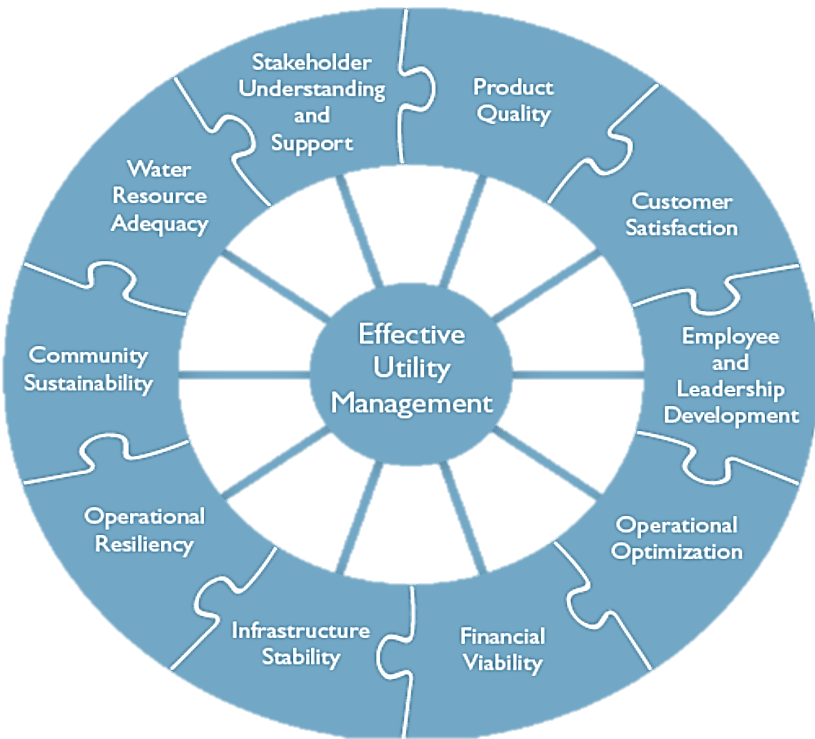 Stakeholder
Understanding
and
Support
Product
Quality
Customer
Satisfaction
Employee
and
Leadership
Development
Operational
Optimization
Financial
Viability
Infrastructure
Stability
Operational
Resiliency
Community
Sustainability
Water
Resource
Adequacy
Effective
Utility
Management